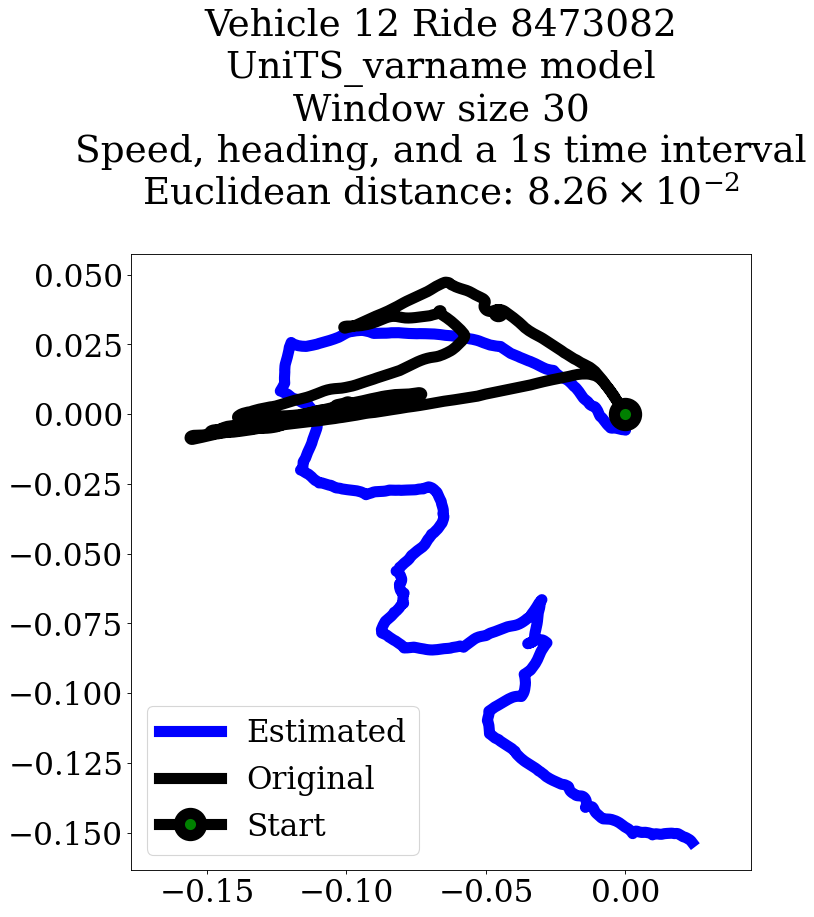 Vehicle 12 Ride 8473082
UniTS_varname model
Window size 30
Speed, heading, and a 1s time interval
Euclidean distance: 8.26 × 10⁻²
0.050
0.025
0.000
−0.025
−0.050
−0.075
−0.100
−0.125
−0.150
Estimated
Original
Start
−0.15
−0.10
−0.05
0.00